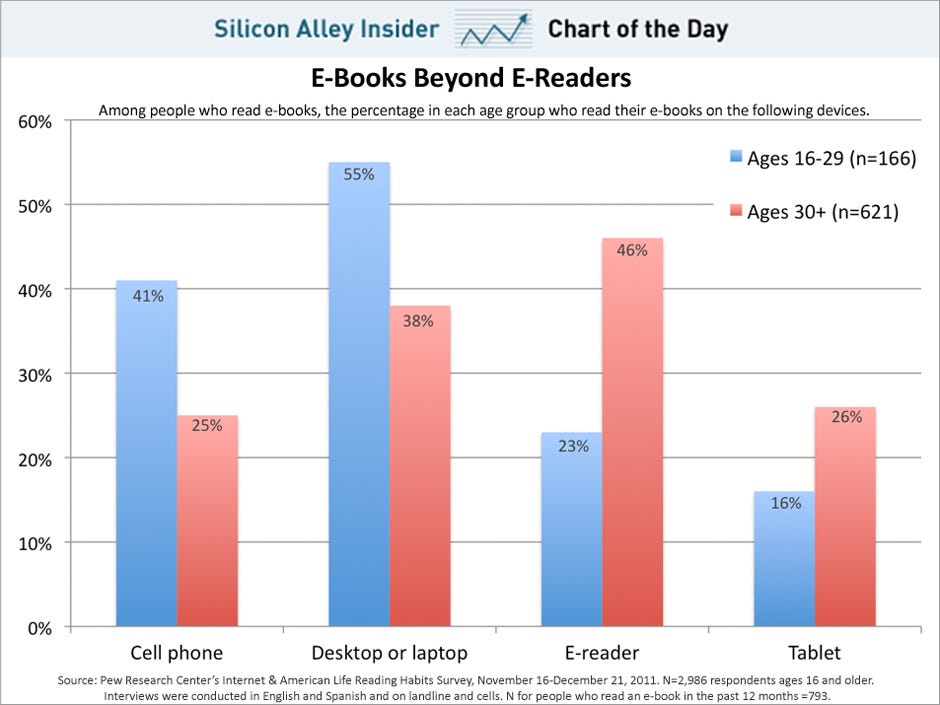 Silicon Alley Insider Chart of the Day
E-Books Beyond E-Readers
Among people who read e-books, the percentage in each age group who read their e-books on the following devices.
60%
50%
40%
30%
20%
10%
0%
Ages 16-29 (n=166)
Ages 30+ (n=621)
41%
25%
55%
38%
23%
46%
16%
26%
Cell phone Desktop or laptop E-reader Tablet
Source: Pew Research Center's Internet & American Life Reading Habits Survey, November 16-December 21, 2011. N=2,986 respondents ages 16 and older.
Interviews were conducted in English and Spanish and on landline and cells. N for people who read an e-book in the past 12 months =793.